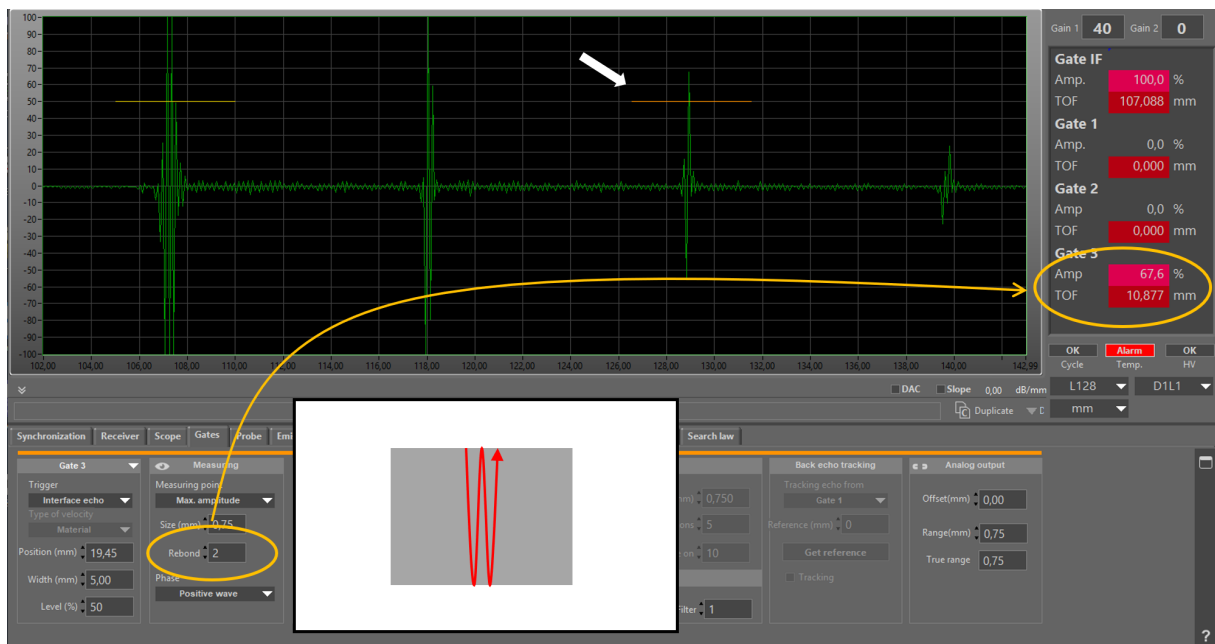 100-
90-
80-
70-
60-
50-
40-
30-
20-
10-
0-
-10-
-20-
-30-
-40-
-50-
-60-
-70-
-80-
-90-
-100-
102,00 104,00 106,00 108,00 110,00 112,00 114,00 116,00 118,00 120,00 122,00 124,00 126,00 128,00 130,00 132,00 134,00 136,00 138,00 140,00 142,99
Gain 1 40 Gain 2 0
Gate IF
Amp. 100,0 %
TOF 107,088 mm
Gate 1
Amp. 0,0 %
TOF 0,000 mm
Gate 2
Amp 0,0 %
TOF 0,000 mm
Gate 3
Amp 67,6 %
TOF 10,877 mm
OK Alarm OK
Cycle Temp. HV
L128 D1L1
mm
DAC Slope 0,00 dB/mm
Duplicate
Synchronization Receiver Scope Gates Probe Search law
Gate 3
Trigger
Interface echo
Type of velocity
Material
Position (mm) 19,45
Width (mm) 5,00
Level (%) 50
Measuring
Measuring point
Max. amplitude
Size (mm) 0,75
Rebond 2
Phase
Positive wave
0,750
5
on 10
Filter 1
Back echo tracking
Tracking echo from
Gate 1
Reference (mm) 0
Get reference
Tracking
Analog output
Offset(mm) 0,00
Range(mm) 0,75
True range 0,75
?